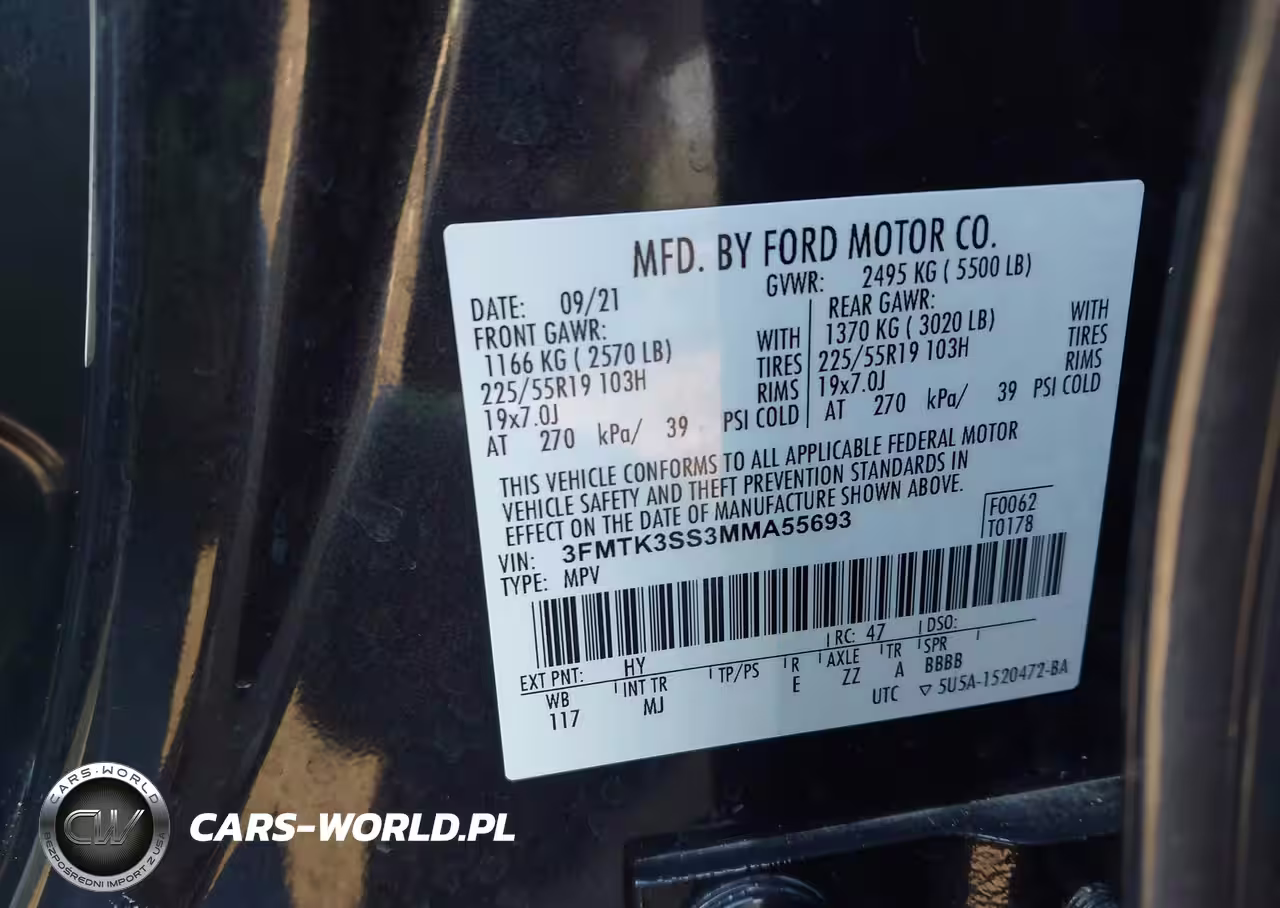 MFD. BY FORD MOTOR CO.
DATE: 09/21
GVWR: 2495 KG ( 5500 LB)
FRONT GAWR:
1166 KG ( 2570 LB) WITH
225/55R19 103H TIRES
19x7.0J RIMS
AT 270 kPa/ 39 PSI COLD
REAR GAWR:
1370 KG ( 3020 LB) WITH
225/55R19 103H TIRES
19x7.0J RIMS
AT 270 kPa/ 39 PSI COLD
THIS VEHICLE CONFORMS TO ALL APPLICABLE FEDERAL MOTOR
VEHICLE SAFETY AND THEFT PREVENTION STANDARDS IN
EFFECT ON THE DATE OF MANUFACTURE SHOWN ABOVE.
VIN: 3FMTK3SS3MMA55693
F0062
T0178
TYPE: MPV
EXT PNT: HY RC: 47 DSO:
WB INT TR TP/PS R AXLE TR SPR
117 MJ E ZZ A BBBB
UTC ▽ 5U5A-1520472-BA
CARS-WORLD
CW
BEZPOŚREDNI IMPORT Z USA
CARS-WORLD.PL